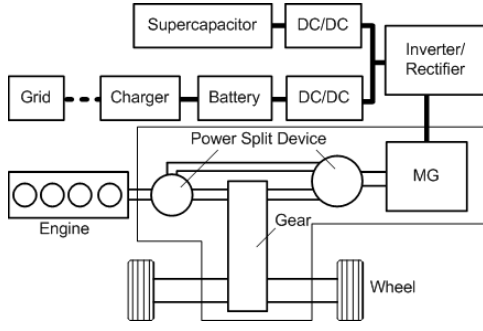 Supercapacitor
DC/DC
Inverter/
Rectifier
Grid
Charger
Battery
DC/DC
Power Split Device
MG
Engine
Gear
Wheel